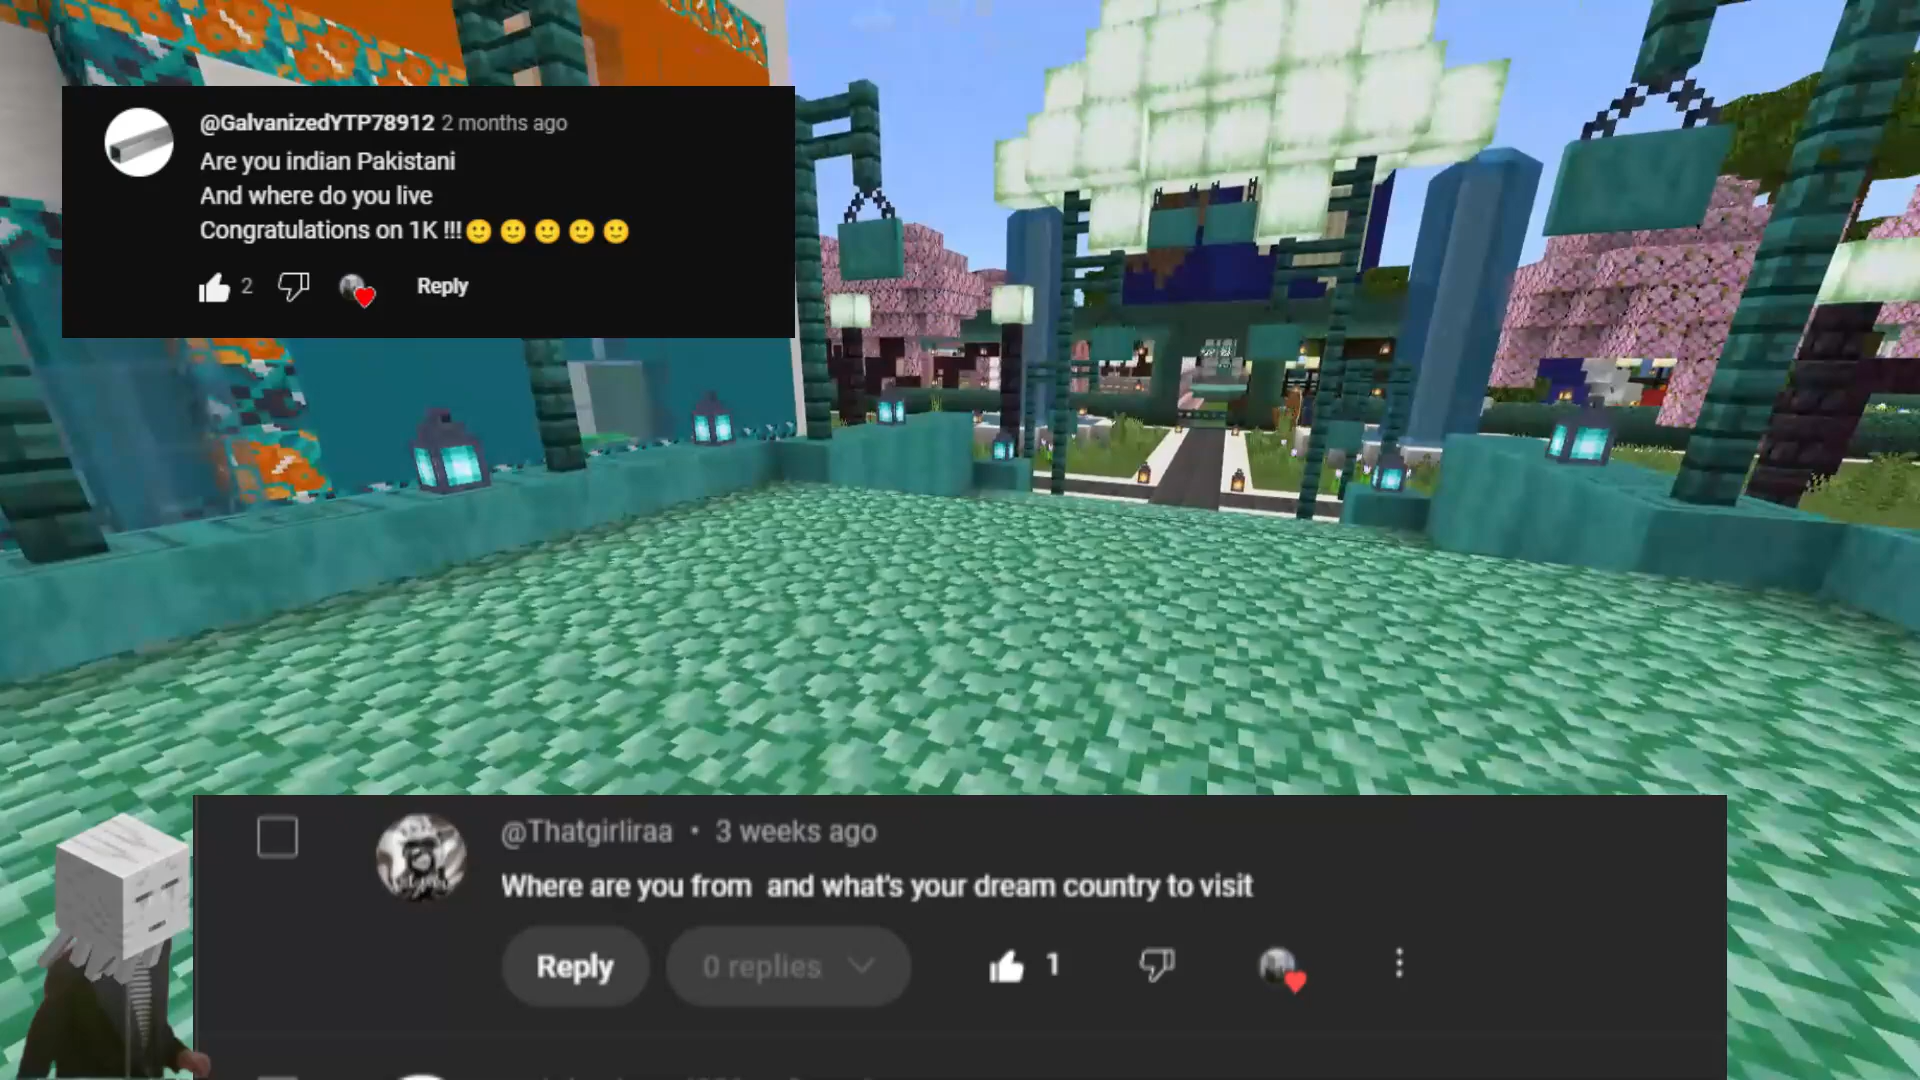 @GalvanizedYTP78912 2 months ago
Are you indian Pakistani
And where do you live
Congratulations on 1K !!!🙂🙂🙂🙂🙂
2
Reply
@Thatgirliraa • 3 weeks ago
Where are you from and what's your dream country to visit
Reply
0 replies
1